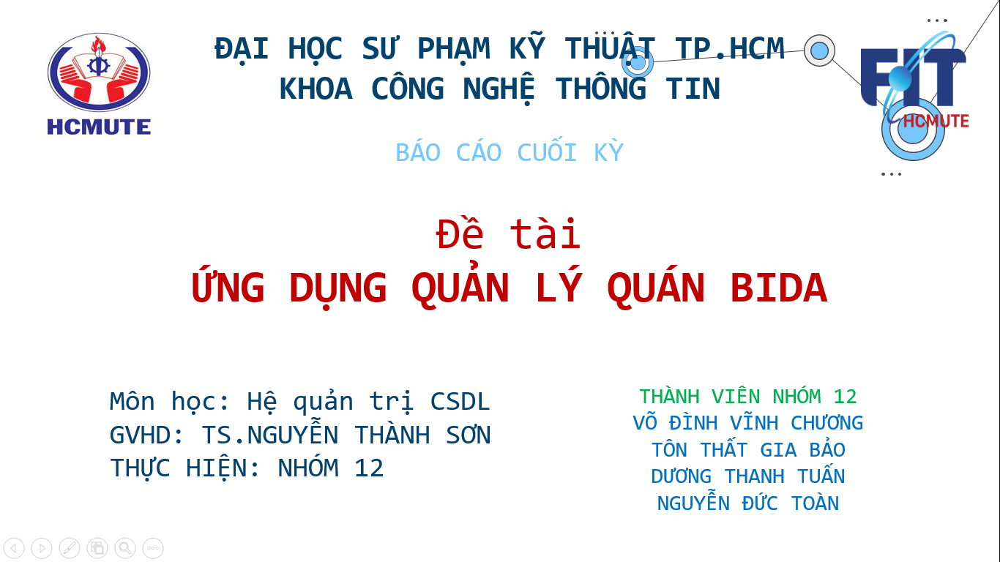 ĐẠI HỌC SƯ PHẠM KỸ THUẬT TP.HCM
KHOA CÔNG NGHỆ THÔNG TIN
HCMUTE
FIT
HCMUTE
BÁO CÁO CUỐI KỲ
Đề tài
ỨNG DỤNG QUẢN LÝ QUÁN BIDA
Môn học: Hệ quản trị CSDL
GVHD: TS.NGUYỄN THÀNH SƠN
THỰC HIỆN: NHÓM 12
THÀNH VIÊN NHÓM 12
VÕ ĐÌNH VĨNH CHƯƠNG
TÔN THẤT GIA BẢO
DƯƠNG THANH TUẤN
NGUYỄN ĐỨC TOÀN